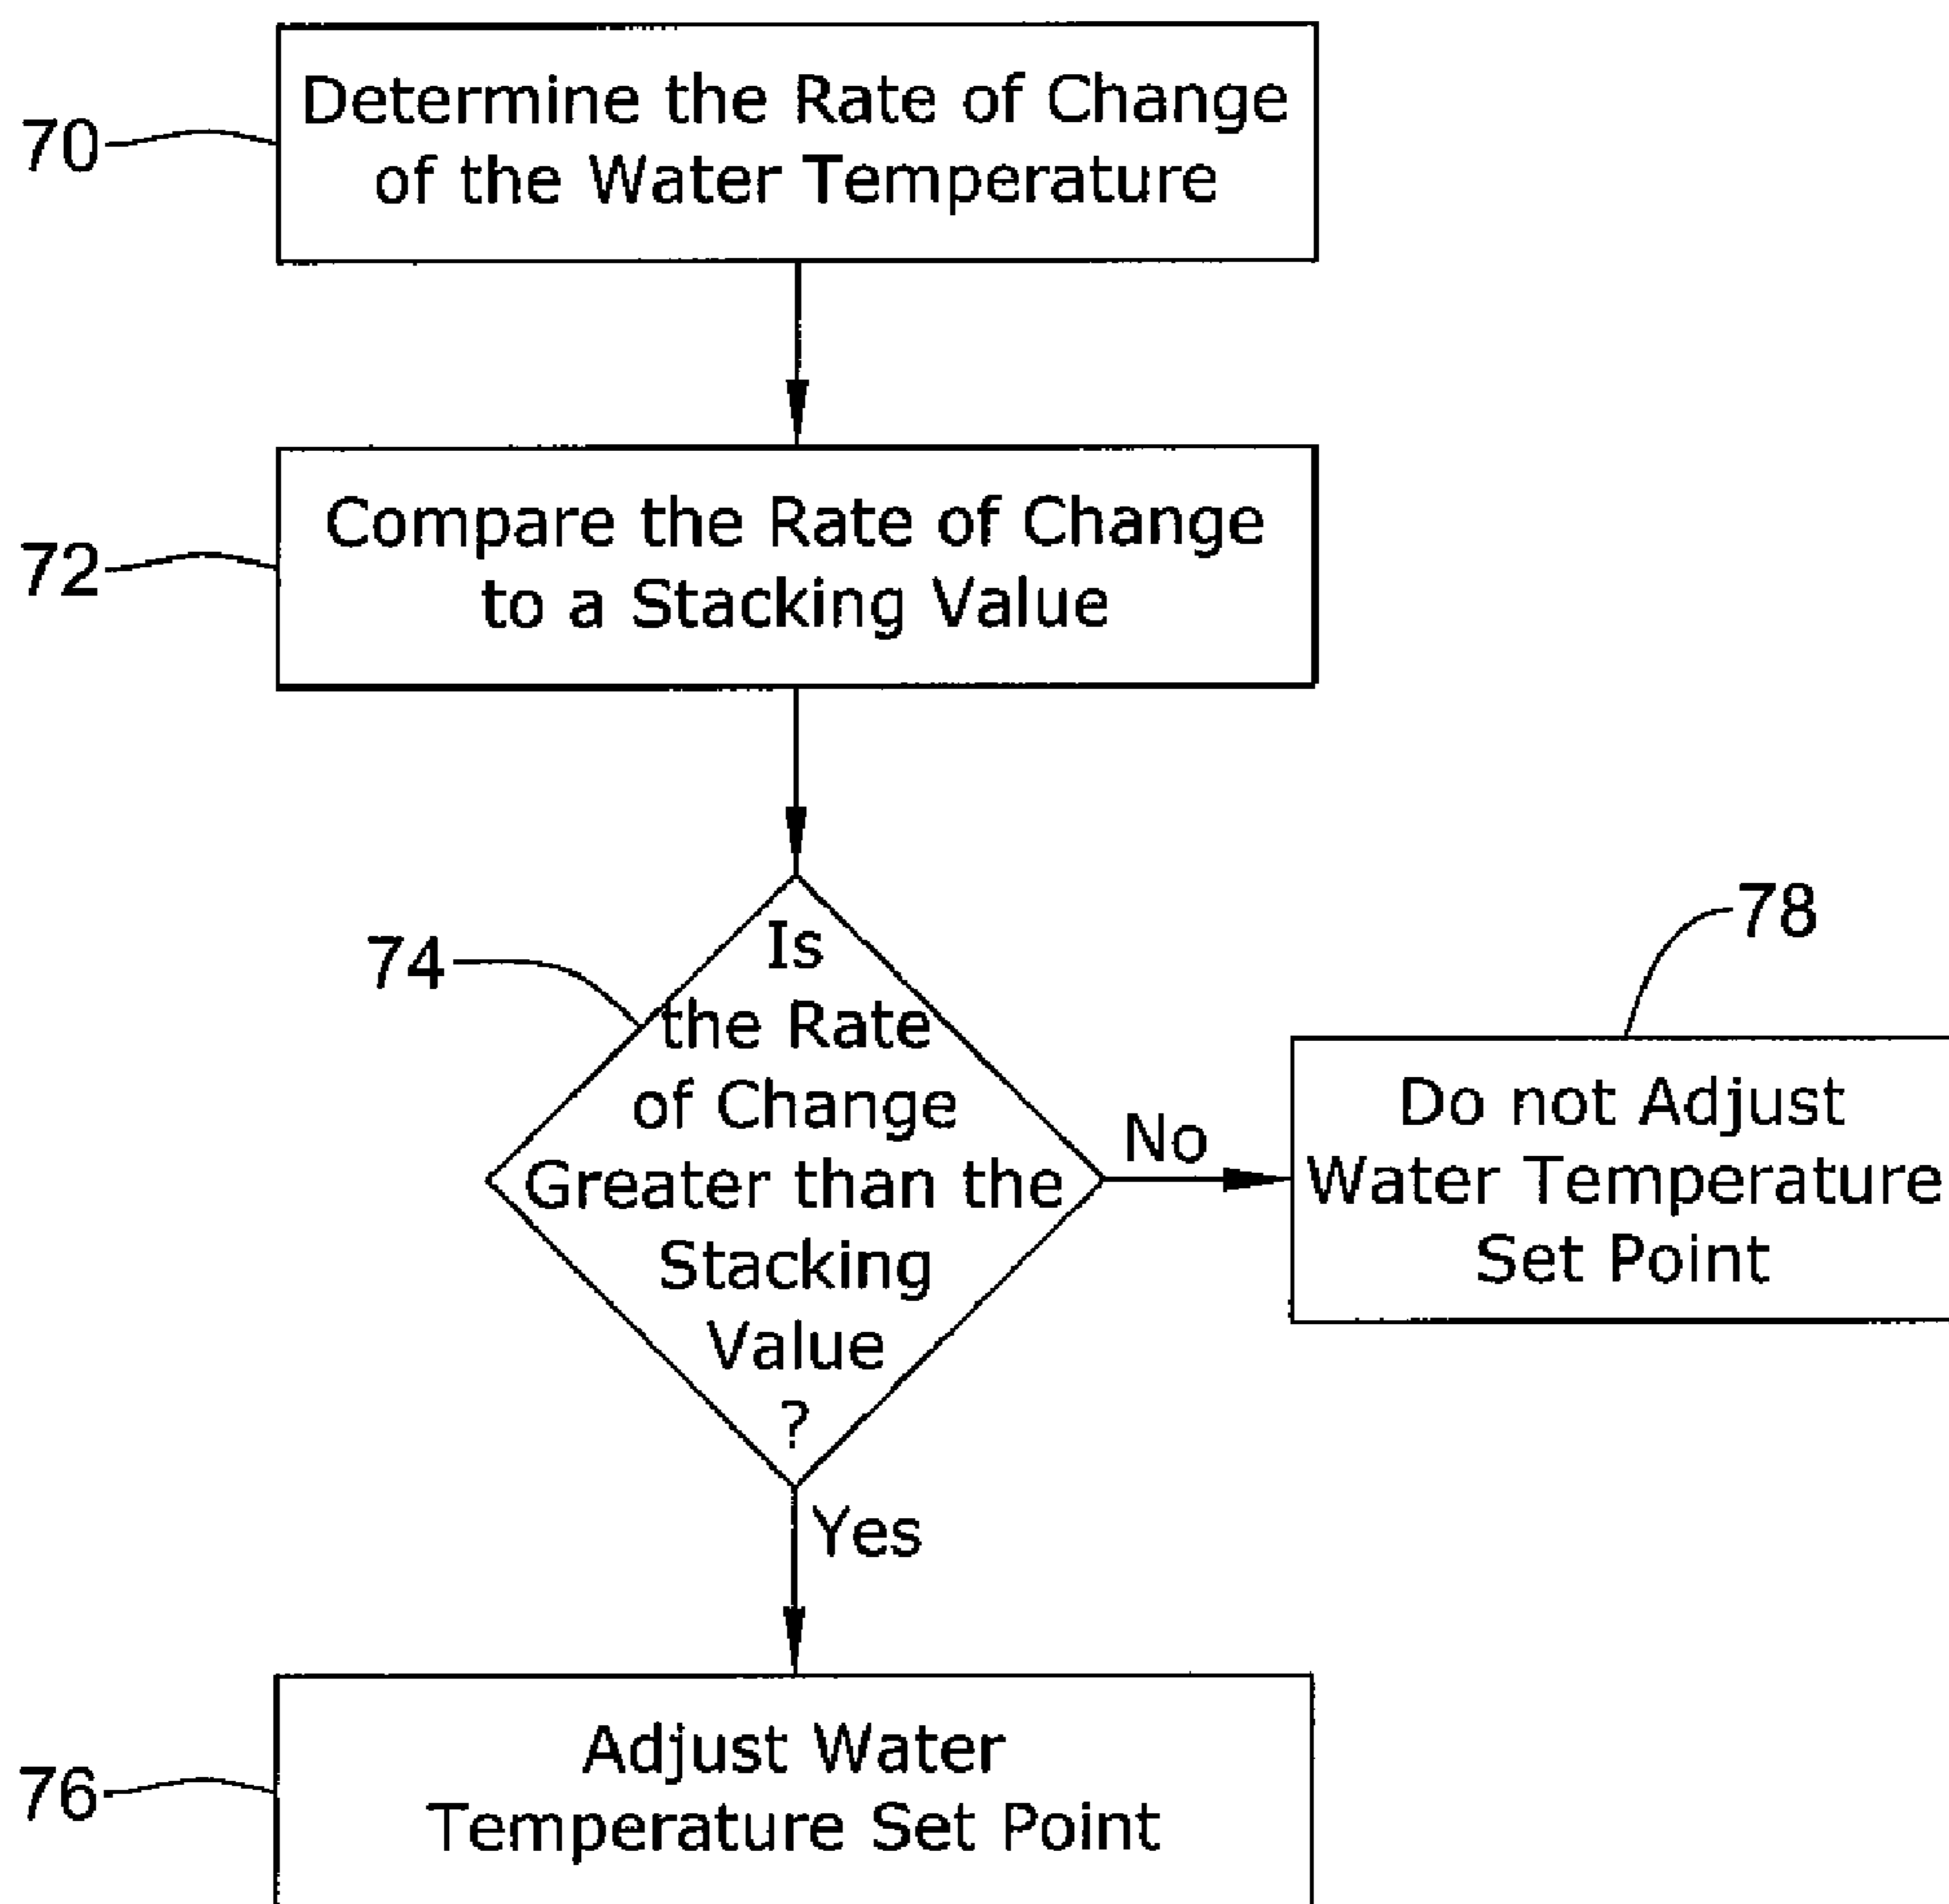 70
Determine the Rate of Change
of the Water Temperature
72
Compare the Rate of Change
to a Stacking Value
74
Is
the Rate
of Change
Greater than the
Stacking
Value
?
No
78
Do not Adjust
Water Temperature
Set Point
Yes
76
Adjust Water
Temperature Set Point